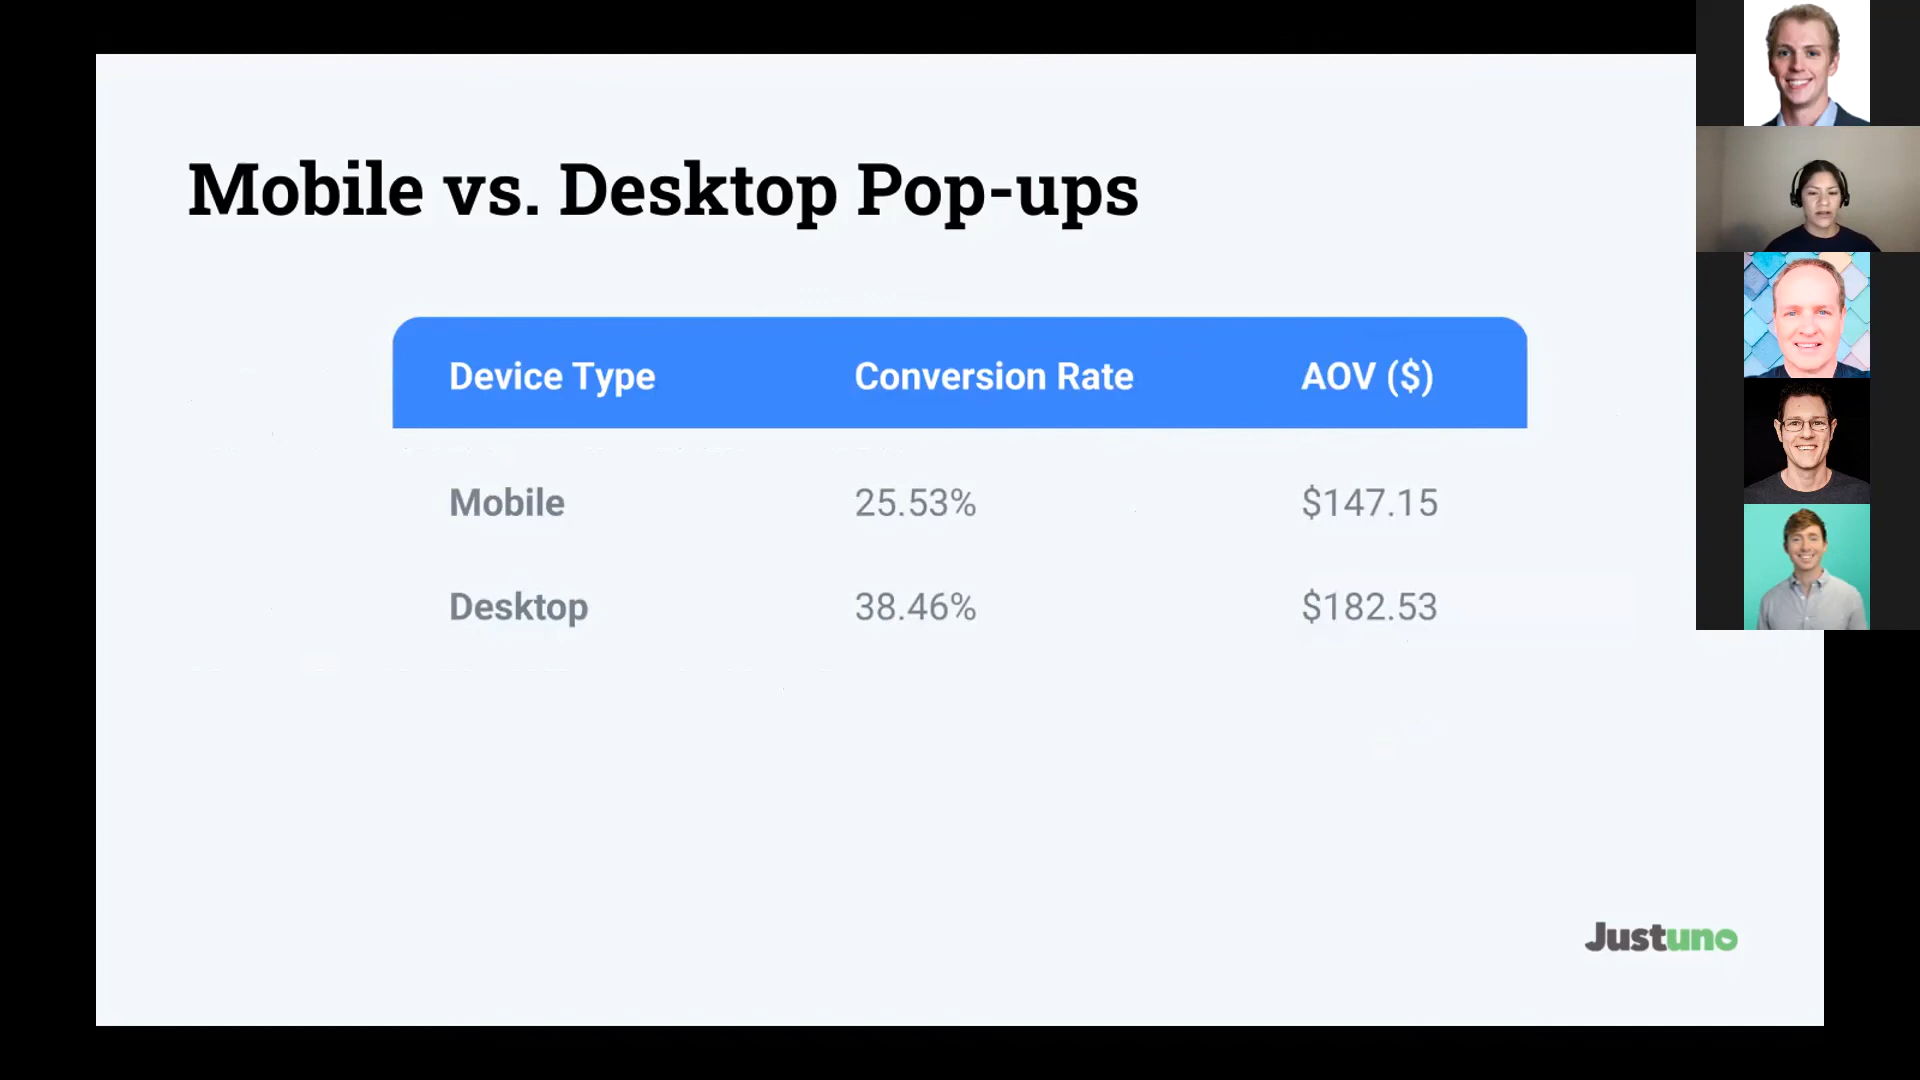 Mobile vs. Desktop Pop-ups
Device Type Conversion Rate AOV ($)
Mobile 25.53% $147.15
Desktop 38.46% $182.53
Justuno